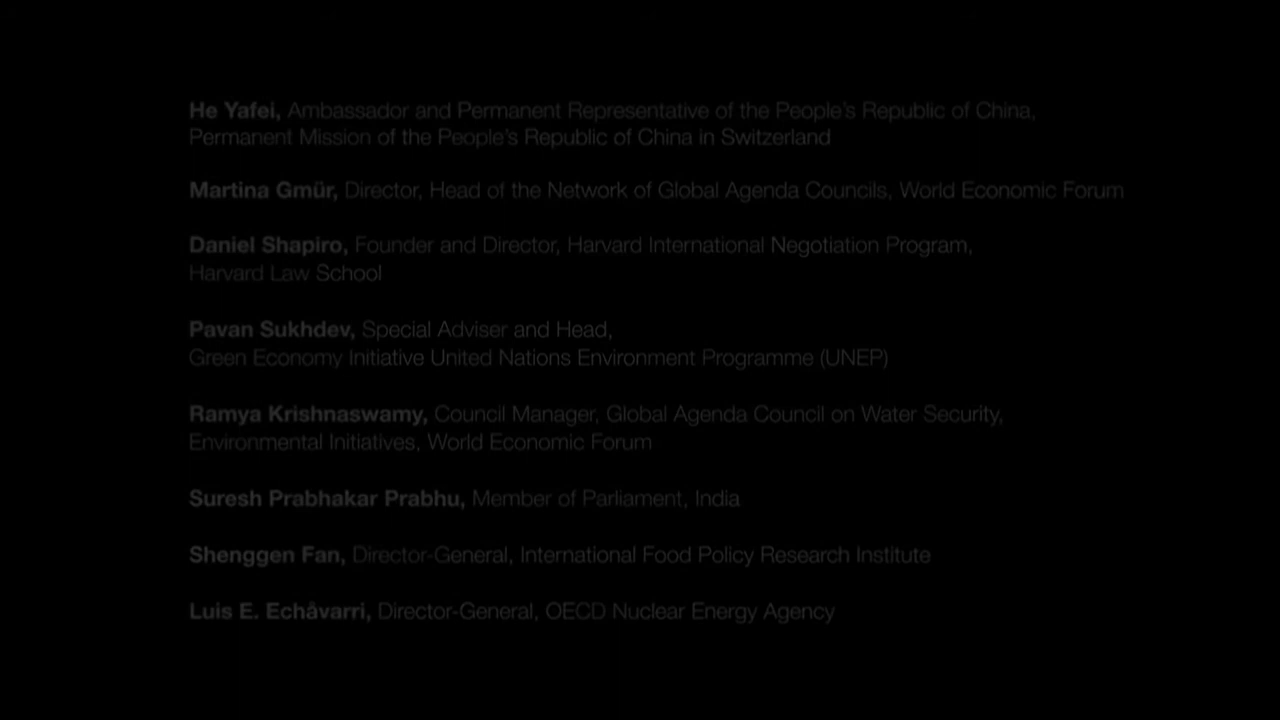 He Yafei, Ambassador and Permanent Representative of the People's Republic of China,
Permanent Mission of the People's Republic of China in Switzerland
Martina Gmür, Director, Head of the Network of Global Agenda Councils, World Economic Forum
Daniel Shapiro, Founder and Director, Harvard International Negotiation Program,
Harvard Law School
Pavan Sukhdev, Special Adviser and Head,
Green Economy Initiative United Nations Environment Programme (UNEP)
Ramya Krishnaswamy, Council Manager, Global Agenda Council on Water Security,
Environmental Initiatives, World Economic Forum
Suresh Prabhakar Prabhu, Member of Parliament, India
Shenggen Fan, Director-General, International Food Policy Research Institute
Luis E. Echåvarri, Director-General, OECD Nuclear Energy Agency